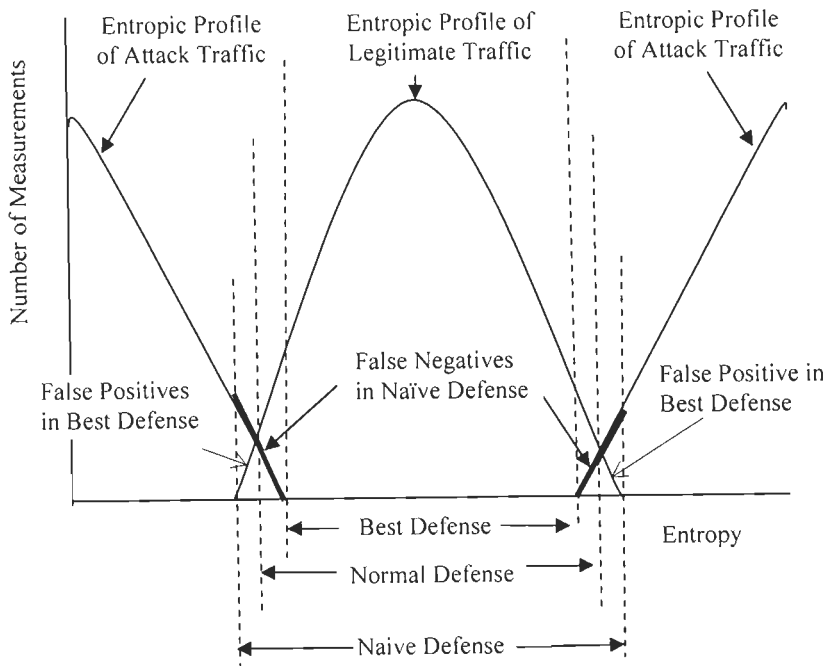 Entropic Profile
of Attack Traffic
Entropic Profile of
Legitimate Traffic
Entropic Profile
of Attack Traffic
Number of Measurements
False Positives
in Best Defense
False Negatives
in Naïve Defense
False Positive in
Best Defense
Best Defense
Entropy
Normal Defense
Naive Defense